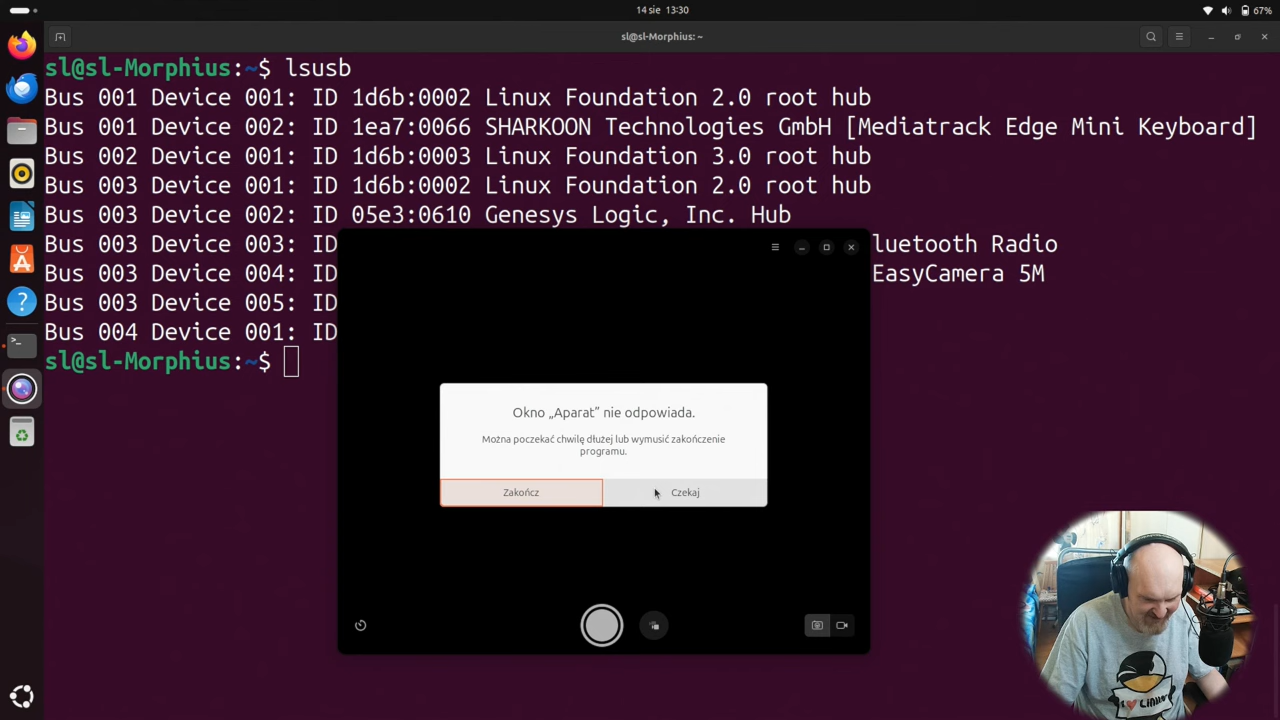 14 sie 13:30
67%
sl@sl-Morphius: ~
sl@sl-Morphius:~$ lsusb
Bus 001 Device 001: ID 1d6b:0002 Linux Foundation 2.0 root hub
Bus 001 Device 002: ID 1ea7:0066 SHARKOON Technologies GmbH [Mediatrack Edge Mini Keyboard]
Bus 002 Device 001: ID 1d6b:0003 Linux Foundation 3.0 root hub
Bus 003 Device 001: ID 1d6b:0002 Linux Foundation 2.0 root hub
Bus 003 Device 002: ID 05e3:0610 Genesys Logic, Inc. Hub
Bus 003 Device 003: ID luetooth Radio
Bus 003 Device 004: ID EasyCamera 5M
Bus 003 Device 005: ID
Bus 004 Device 001: ID
sl@sl-Morphius:~$
Okno „Aparat” nie odpowiada.
Można poczekać chwilę dłużej lub wymusić zakończenie
programu.
Zakończ
Czekaj
I ♥ Linux